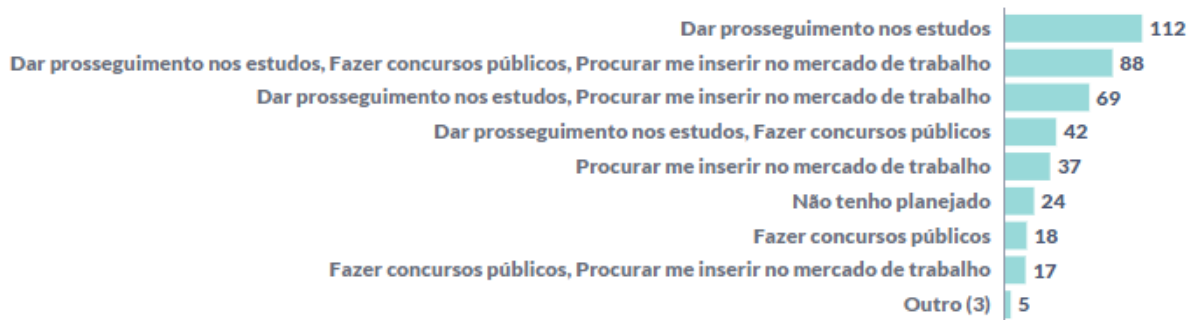 Dar prosseguimento nos estudos 112
Dar prosseguimento nos estudos, Fazer concursos públicos, Procurar me inserir no mercado de trabalho 88
Dar prosseguimento nos estudos, Procurar me inserir no mercado de trabalho 69
Dar prosseguimento nos estudos, Fazer concursos públicos 42
Procurar me inserir no mercado de trabalho 37
Não tenho planejado 24
Fazer concursos públicos 18
Fazer concursos públicos, Procurar me inserir no mercado de trabalho 17
Outro (3) 5